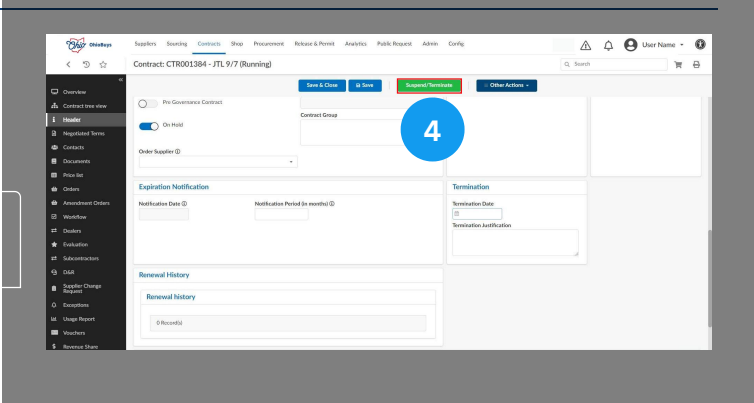 Ohio OhioBuys
Suppliers Sourcing Contracts Shop Procurement Release & Permit Analytics Public Request Admin Config
User Name
Contract: CTR001384 - JTL 9/7 (Running)
Search
Save & Close Save Suspend/Terminate Other Actions
Overview
Contract tree view
Header
Negotiated Terms
Contacts
Documents
Price list
Orders
Amendment Orders
Workflow
Dealers
Evaluation
Subcontractors
D&R
Supplier Change
Request
Exceptions
Usage Report
Vouchers
Revenue Share
Pre Governance Contract
Contract Group
On Hold
Order Supplier
4
Expiration Notification
Notification Date Notification Period (in months)
Termination
Termination Date
Termination Justification
Renewal History
Renewal history
0 Record(s)